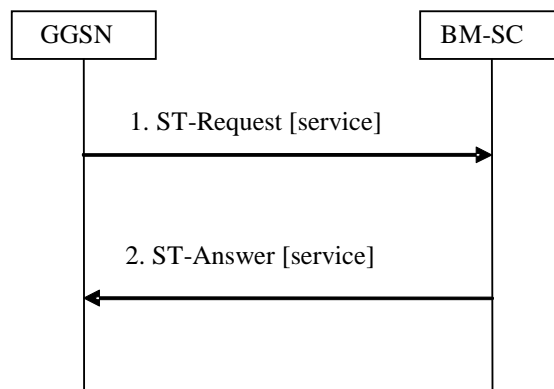 GGSN
BM-SC
1. ST-Request [service]
2. ST-Answer [service]